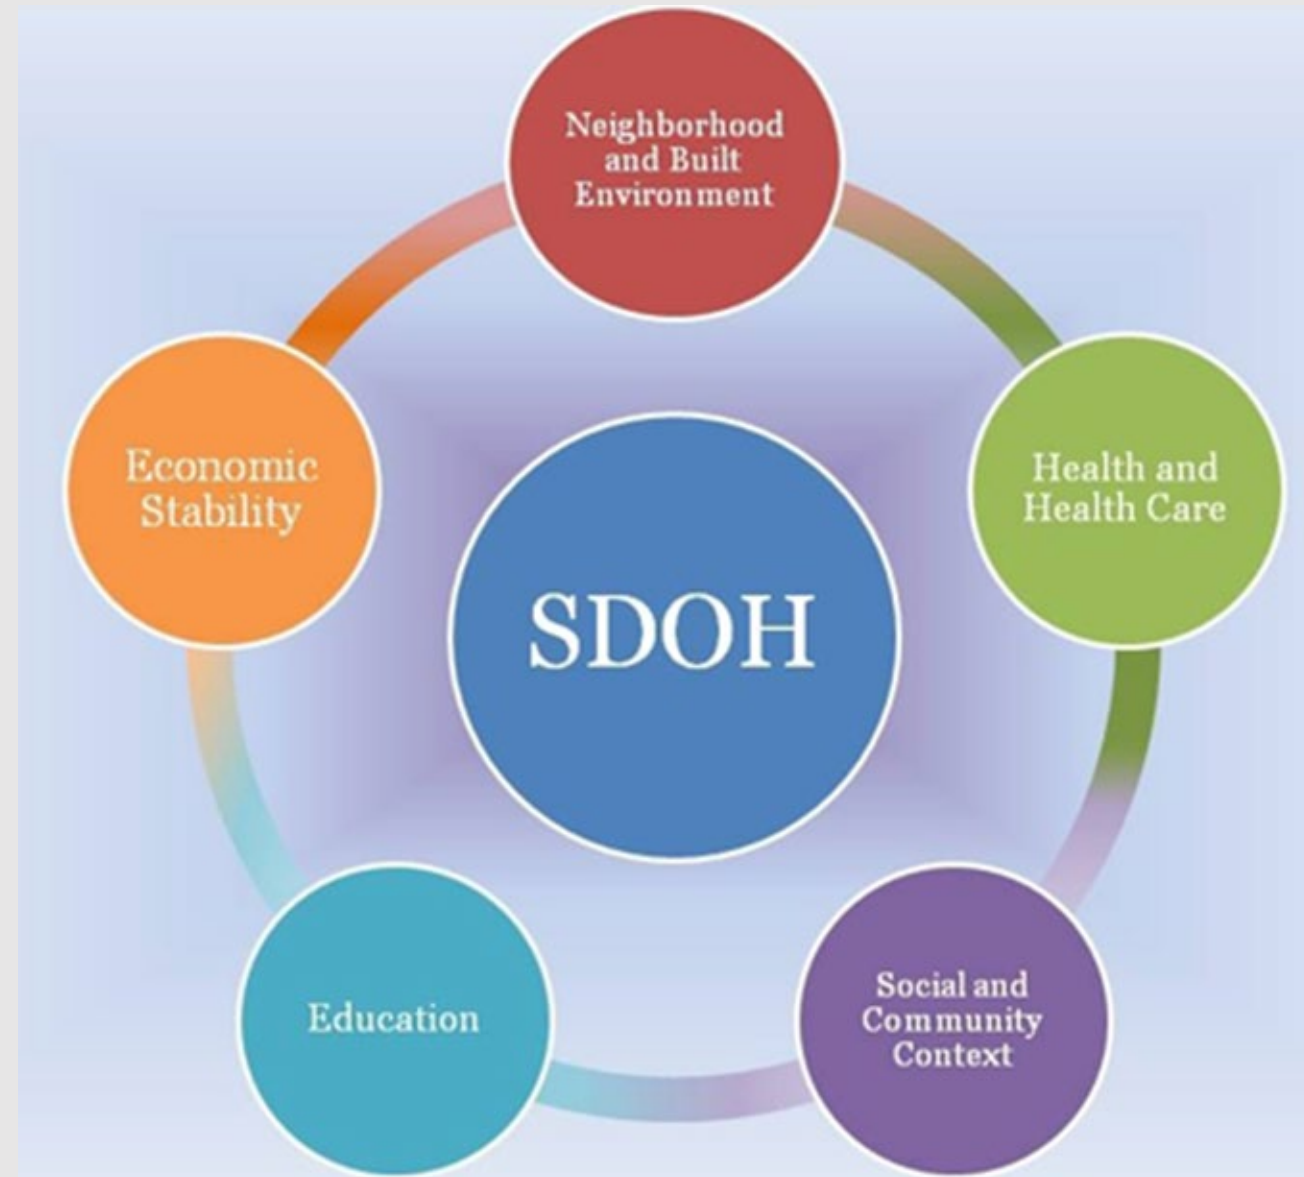 Neighborhood
and Built
Environment
Economic
Stability
Health and
Health Care
SDOH
Education
Social and
Community
Context